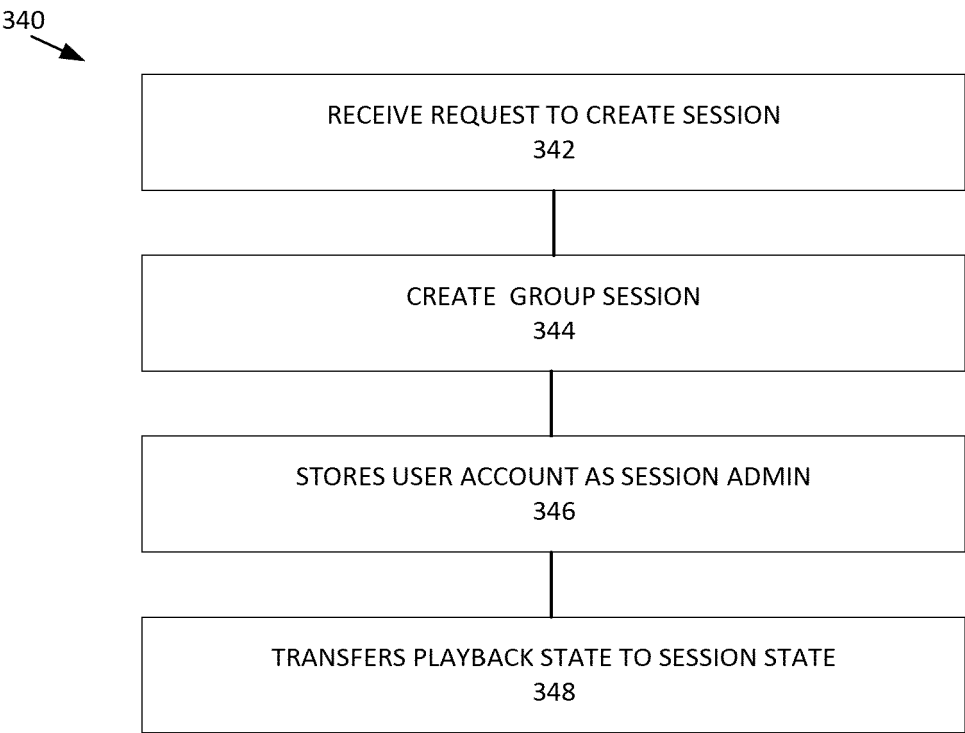 340
RECEIVE REQUEST TO CREATE SESSION
342
CREATE GROUP SESSION
344
STORES USER ACCOUNT AS SESSION ADMIN
346
TRANSFERS PLAYBACK STATE TO SESSION STATE
348